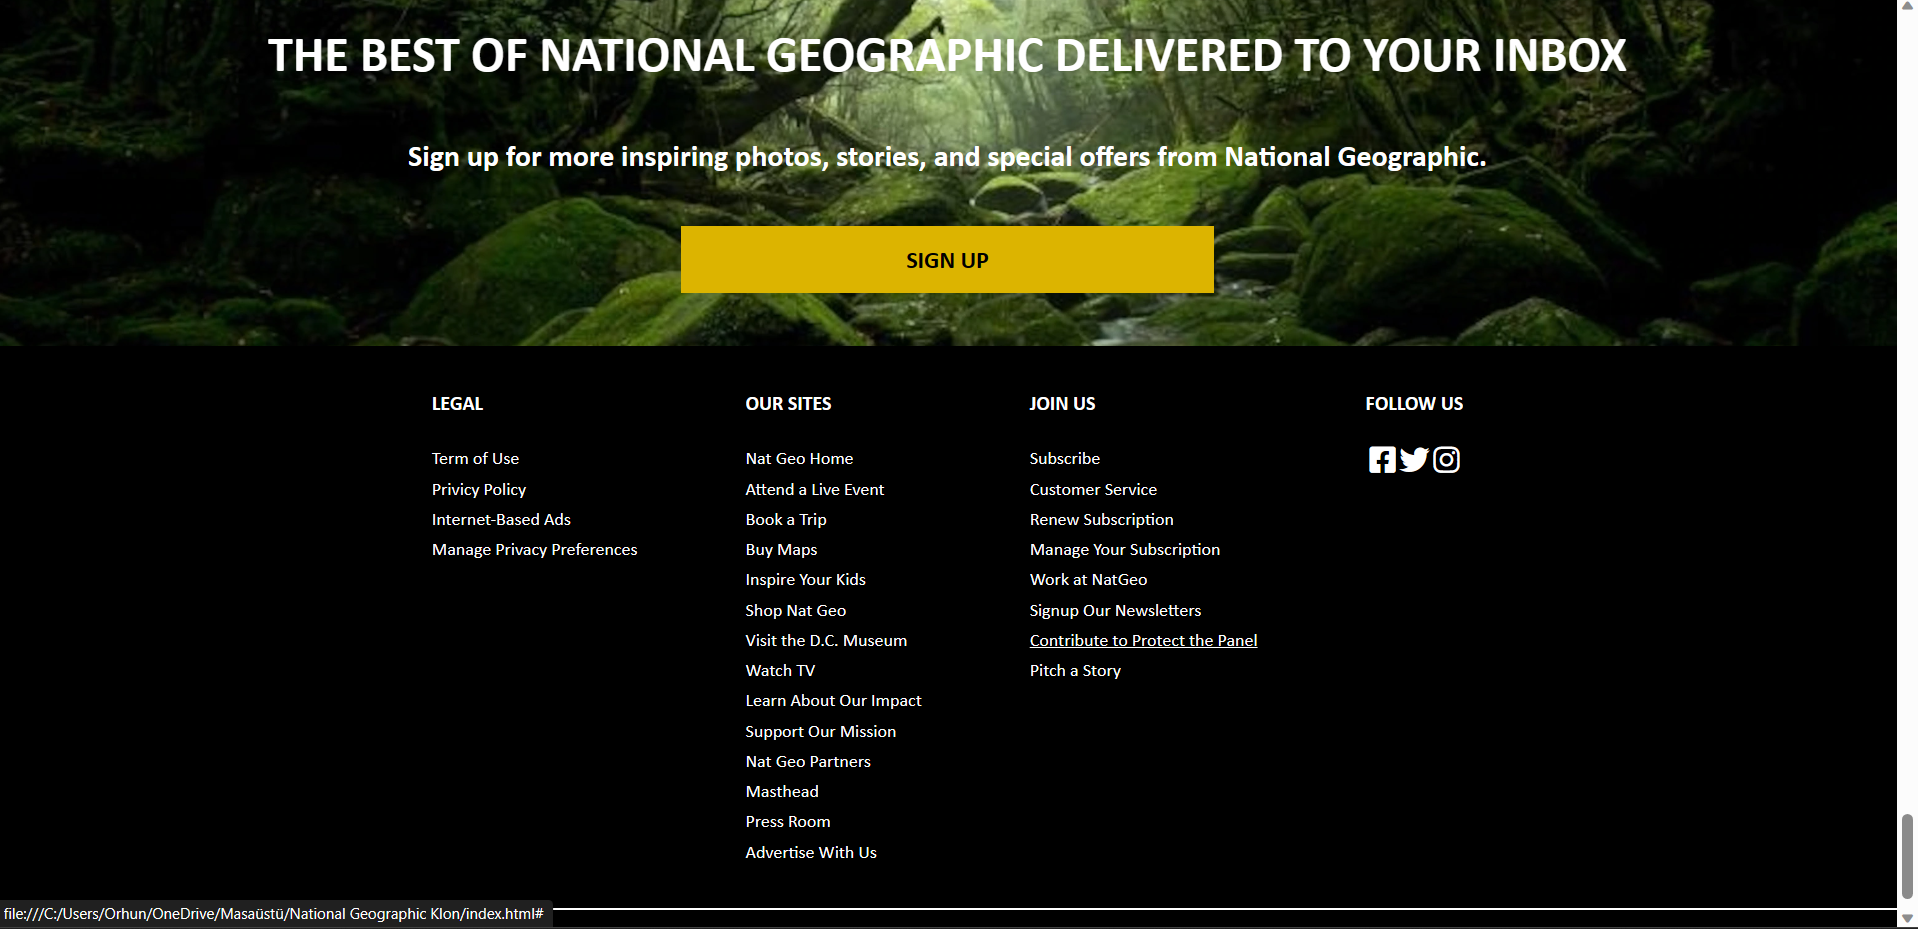 THE BEST OF NATIONAL GEOGRAPHIC DELIVERED TO YOUR INBOX
Sign up for more inspiring photos, stories, and special offers from National Geographic.
SIGN UP
LEGAL
Term of Use
Privicy Policy
Internet-Based Ads
Manage Privacy Preferences
OUR SITES
Nat Geo Home
Attend a Live Event
Book a Trip
Buy Maps
Inspire Your Kids
Shop Nat Geo
Visit the D.C. Museum
Watch TV
Learn About Our Impact
Support Our Mission
Nat Geo Partners
Masthead
Press Room
Advertise With Us
JOIN US
Subscribe
Customer Service
Renew Subscription
Manage Your Subscription
Work at NatGeo
Signup Our Newsletters
Contribute to Protect the Panel
Pitch a Story
FOLLOW US
file:///C:/Users/Orhun/OneDrive/Masaüstü/National Geographic Klon/index.html#